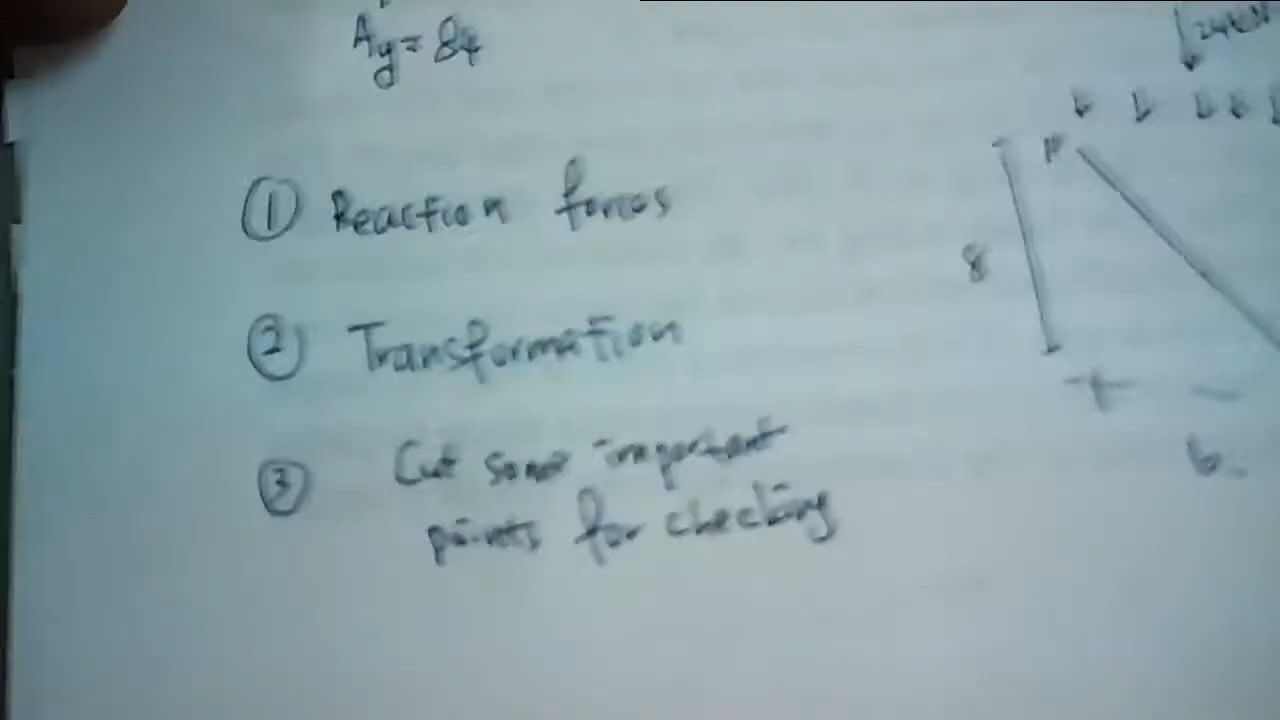 Ay = 84
① Reaction forces
② Transformation
③ Cut some important
points for checking
8
6